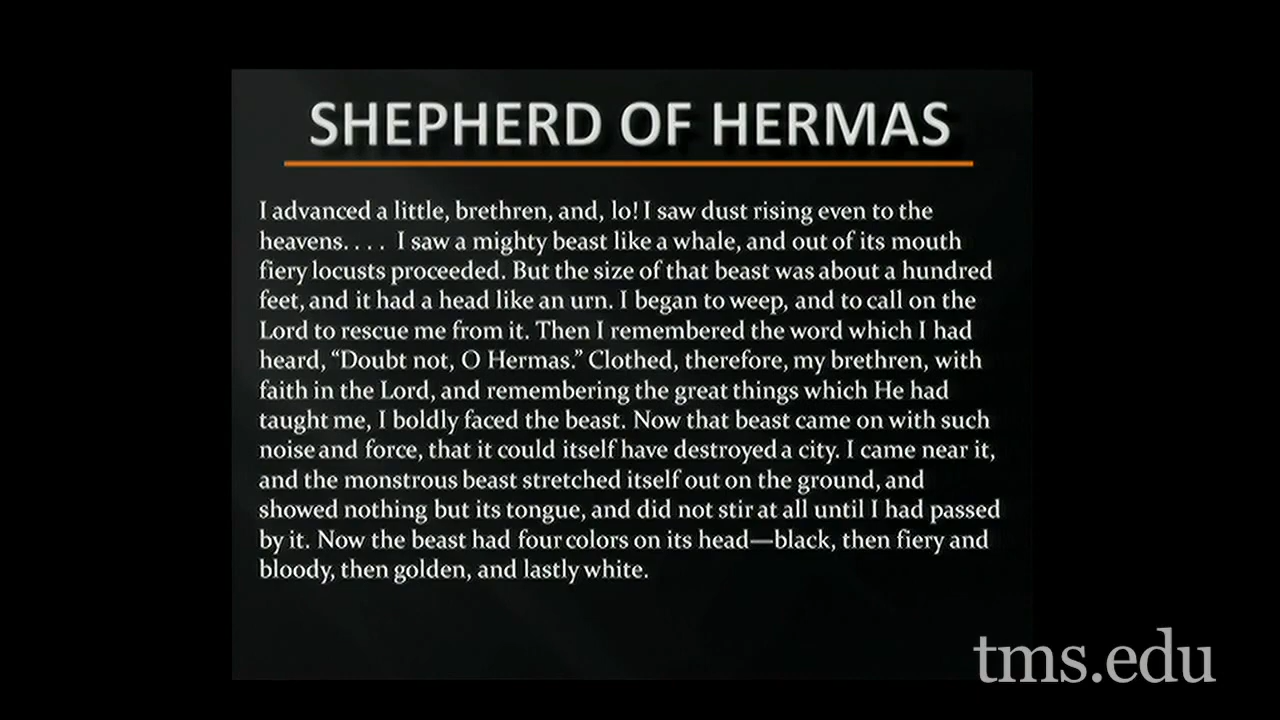 SHEPHERD OF HERMAS
I advanced a little, brethren, and, lo! I saw dust rising even to the
heavens. . . . I saw a mighty beast like a whale, and out of its mouth
fiery locusts proceeded. But the size of that beast was about a hundred
feet, and it had a head like an urn. I began to weep, and to call on the
Lord to rescue me from it. Then I remembered the word which I had
heard, “Doubt not, O Hermas.” Clothed, therefore, my brethren, with
faith in the Lord, and remembering the great things which He had
taught me, I boldly faced the beast. Now that beast came on with such
noise and force, that it could itself have destroyed a city. I came near it,
and the monstrous beast stretched itself out on the ground, and
showed nothing but its tongue, and did not stir at all until I had passed
by it. Now the beast had four colors on its head—black, then fiery and
bloody, then golden, and lastly white.
tms.edu